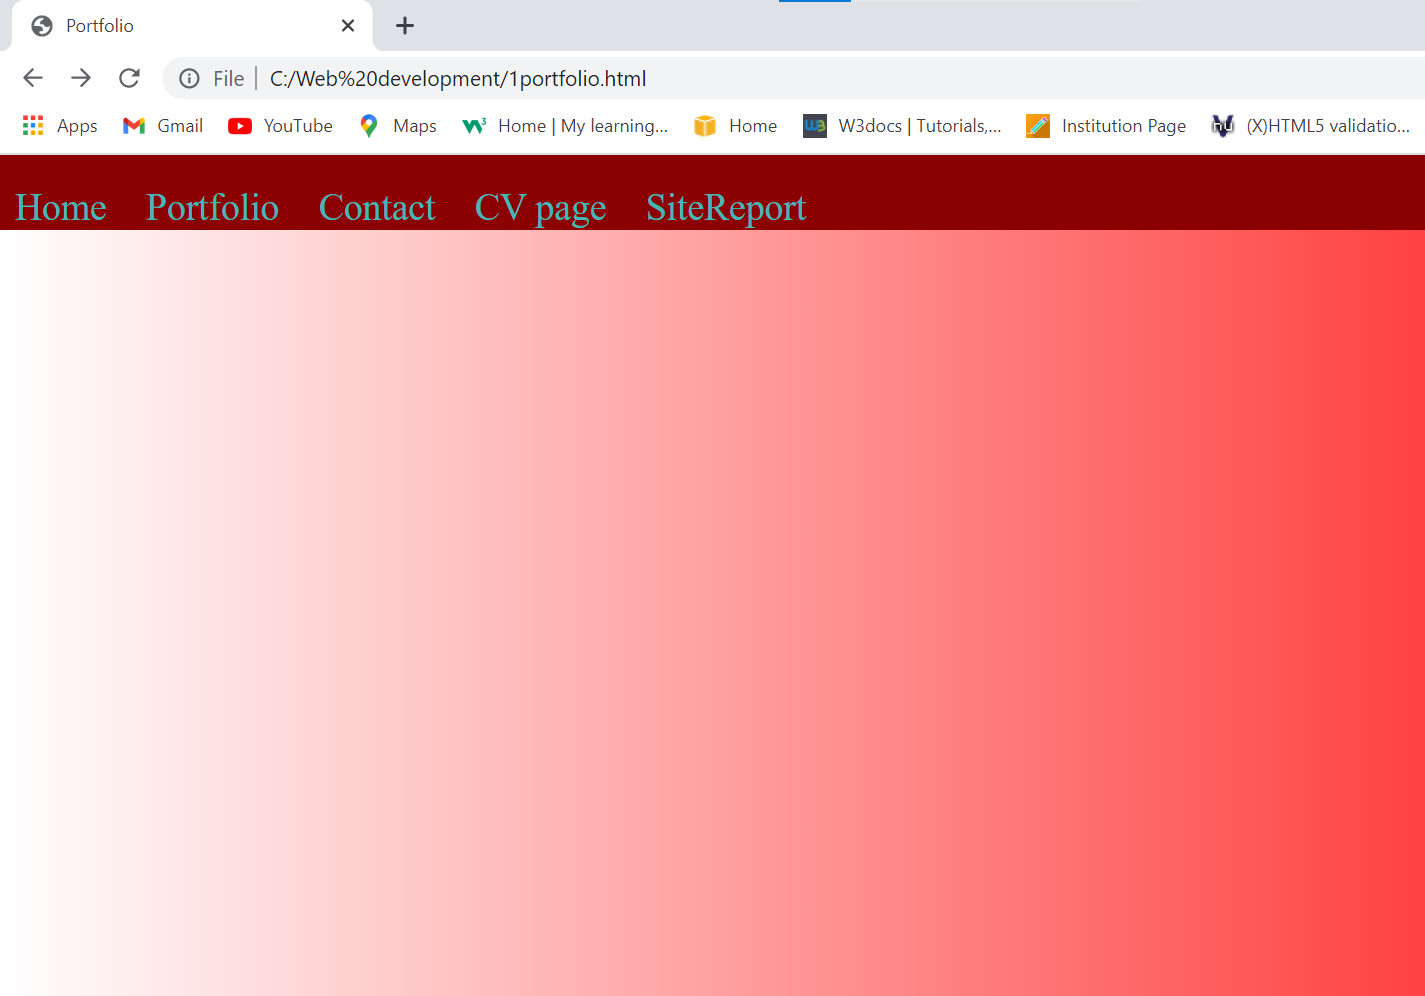 Portfolio
File | C:/Web%20development/1portfolio.html
Apps Gmail YouTube Maps Home | My learning... Home W3docs | Tutorials,... Institution Page (X)HTML5 validatio...
Home Portfolio Contact CV page SiteReport